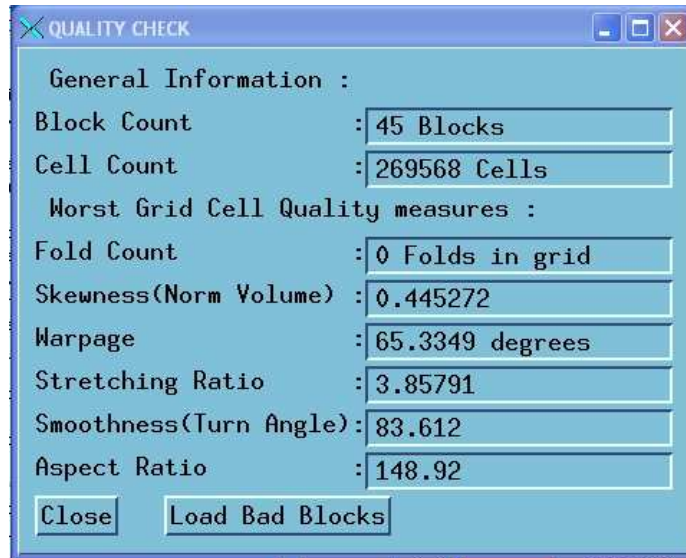 QUALITY CHECK
General Information :
Block Count : 45 Blocks
Cell Count : 269568 Cells
Worst Grid Cell Quality measures :
Fold Count : 0 Folds in grid
Skewness(Norm Volume) : 0.445272
Warpage : 65.3349 degrees
Stretching Ratio : 3.85791
Smoothness(Turn Angle): 83.612
Aspect Ratio : 148.92
Close Load Bad Blocks